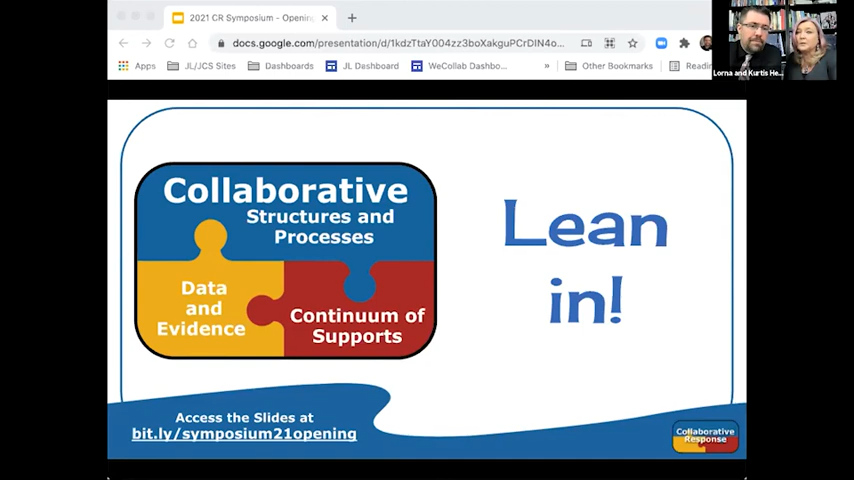 2021 CR Symposium - Opening
docs.google.com/presentation/d/1kdzTtaY004zz3boXakguPCrDIN4o...
Apps JL/JCS Sites Dashboards JL Dashboard WeCollab Dashbo... » Other Bookmarks Readin
Lorna and Kurtis He...
Collaborative
Structures and
Processes
Data
and
Evidence
Continuum of
Supports
Lean
in!
Access the Slides at
bit.ly/symposium21opening
Collaborative
Response